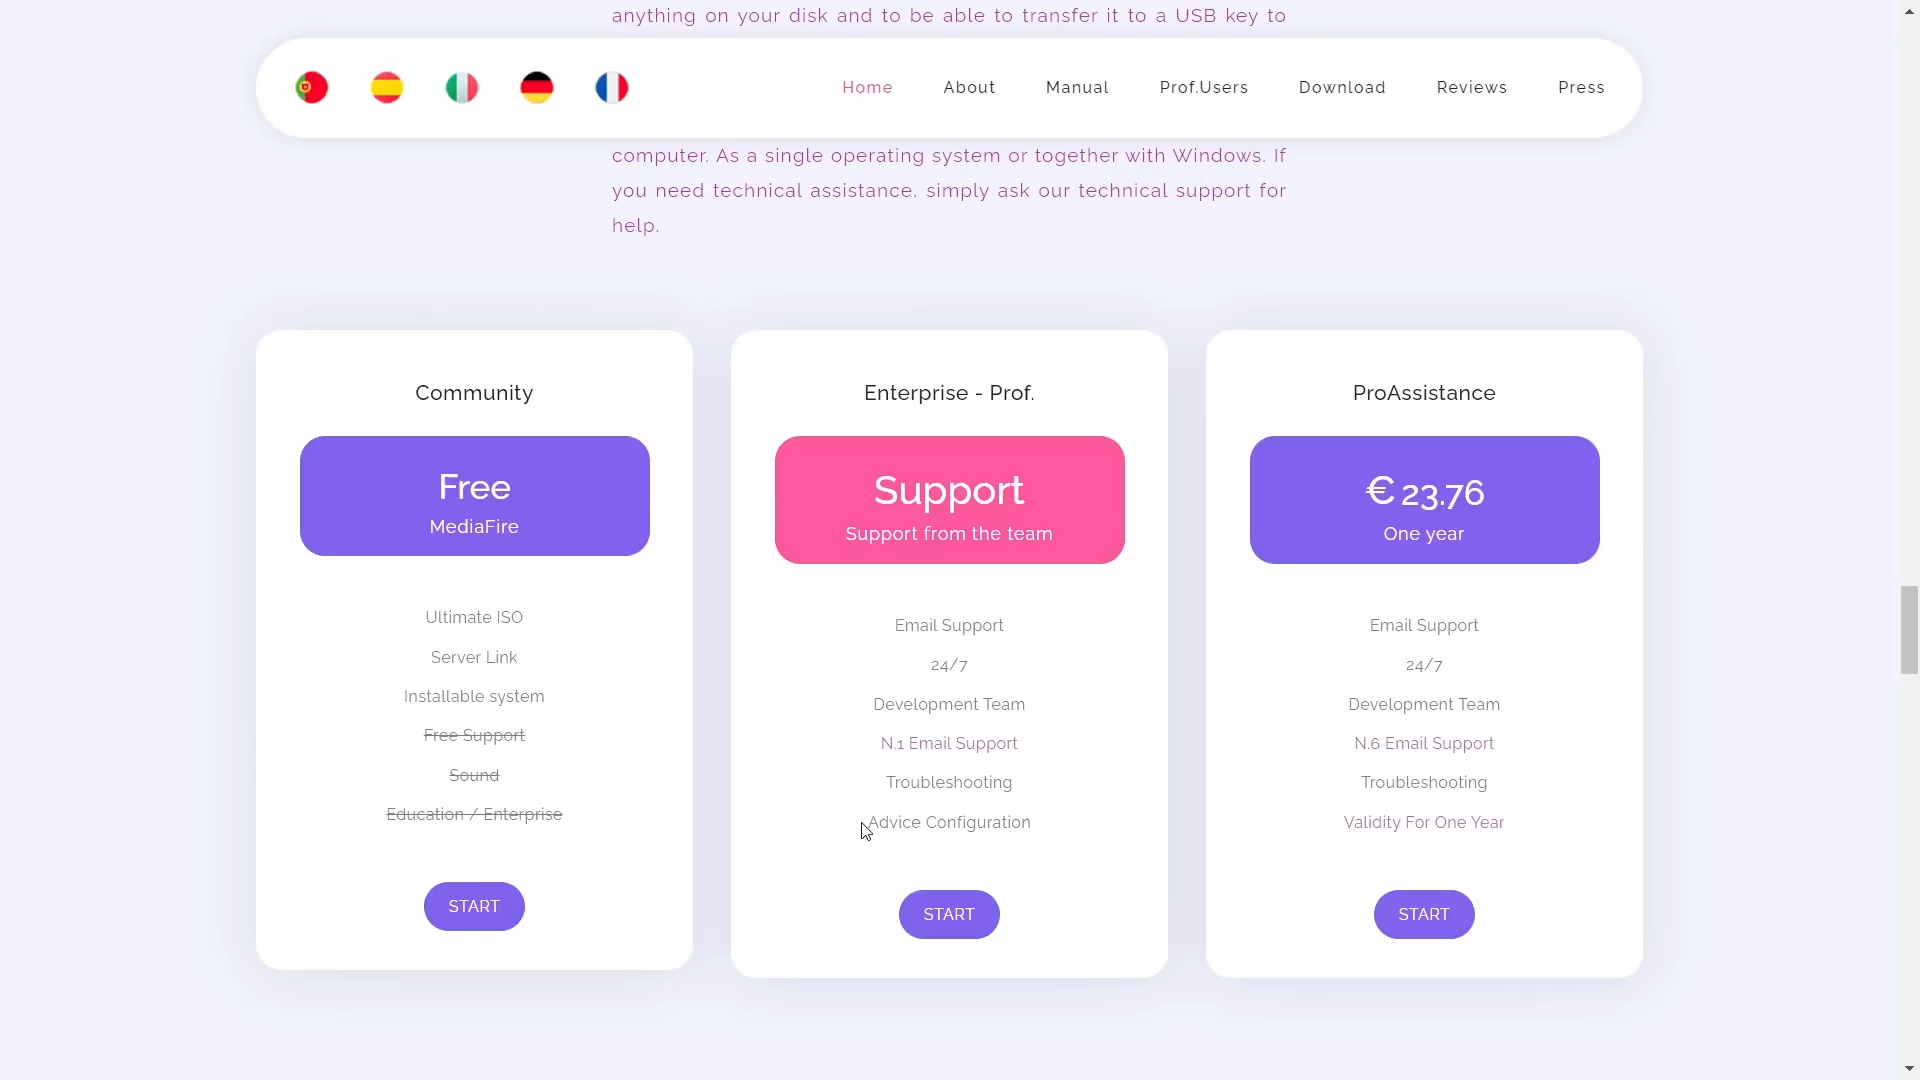 anything on your disk and to be able to transfer it to a USB key to
Home About Manual Prof.Users Download Reviews Press
computer. As a single operating system or together with Windows. If
you need technical assistance, simply ask our technical support for
help.
Community
Free
MediaFire
Ultimate ISO
Server Link
Installable system
Free Support
Sound
Education / Enterprise
START
Enterprise - Prof.
Support
Support from the team
Email Support
24/7
Development Team
N.1 Email Support
Troubleshooting
Advice Configuration
START
ProAssistance
€ 23.76
One year
Email Support
24/7
Development Team
N.6 Email Support
Troubleshooting
Validity For One Year
START